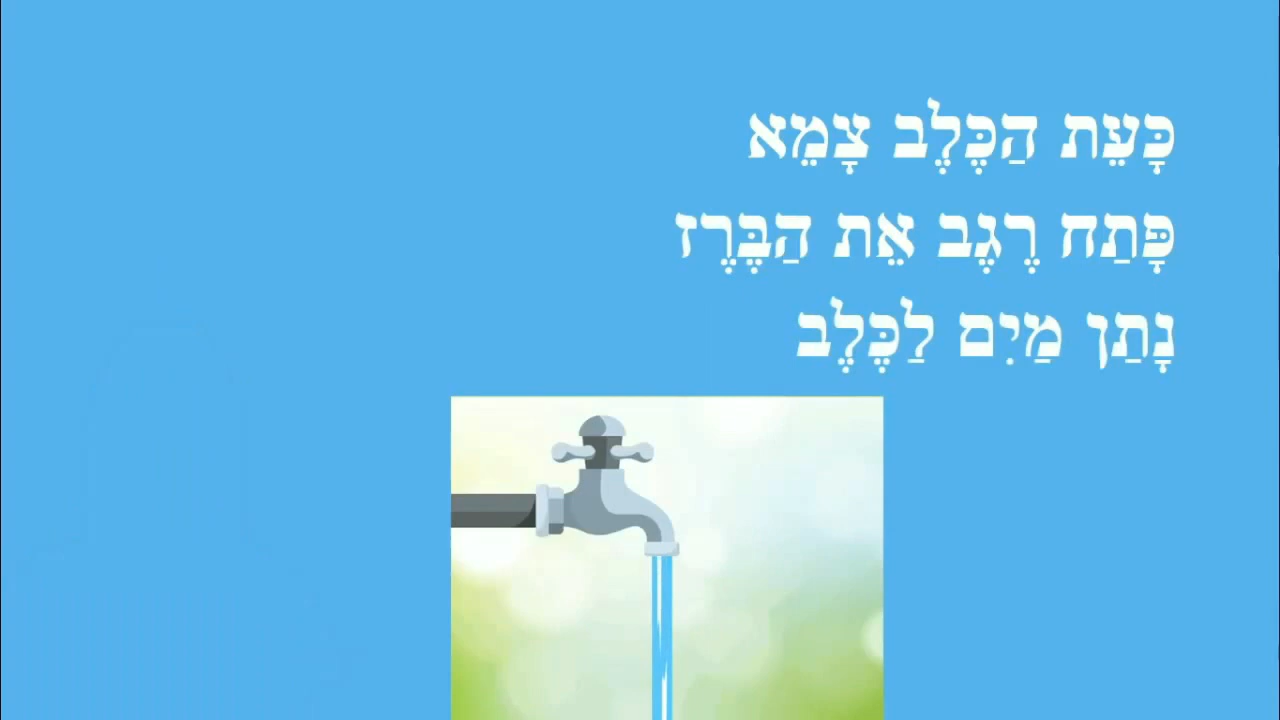 כָּעֵת הַכֶּלֶב צָמֵא
פָּתַח רֶגֶב אֵת הַבֶּרֶז
נָתַן מַיִם לַכֶּלֶב